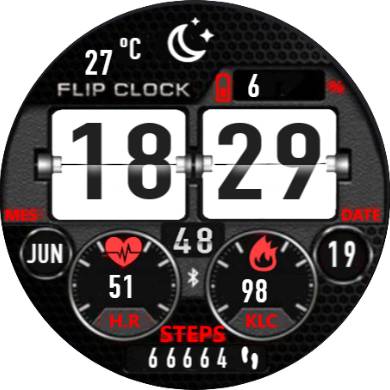 27 °C
FLIP CLOCK
6 %
18 29
MES
DATE
JUN
48
19
51
98
H.R
KLC
STEPS
66664